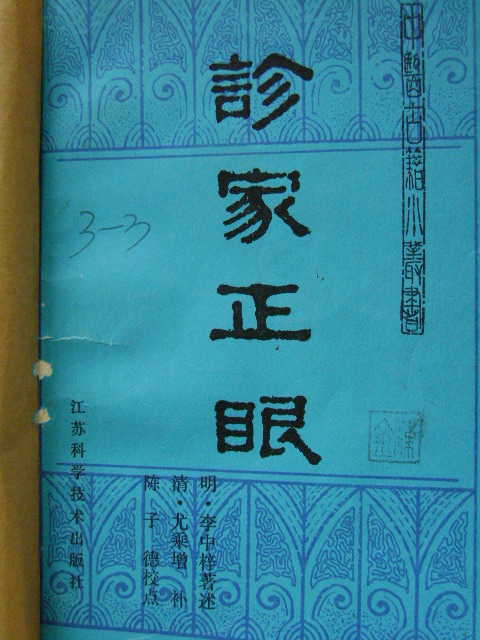 中醫古籍小叢書
診家正眼
3-3
明·李中梓著述
清·尤乘增補
陈子德校点
江苏科学技术出版社